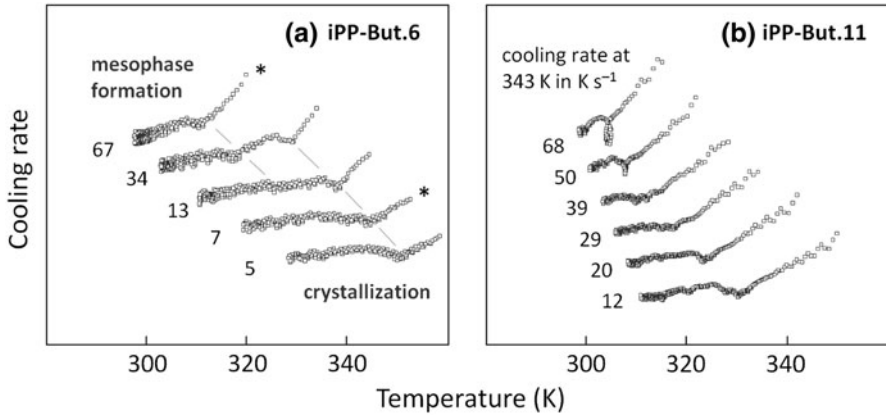 (a) iPP-But.6
mesophase
formation
*
67
34
13
*
7
5
crystallization
300 320 340
(b) iPP-But.11
cooling rate at
343 K in K s⁻¹
68
50
39
29
20
12
300 320 340
Cooling rate
Temperature (K)